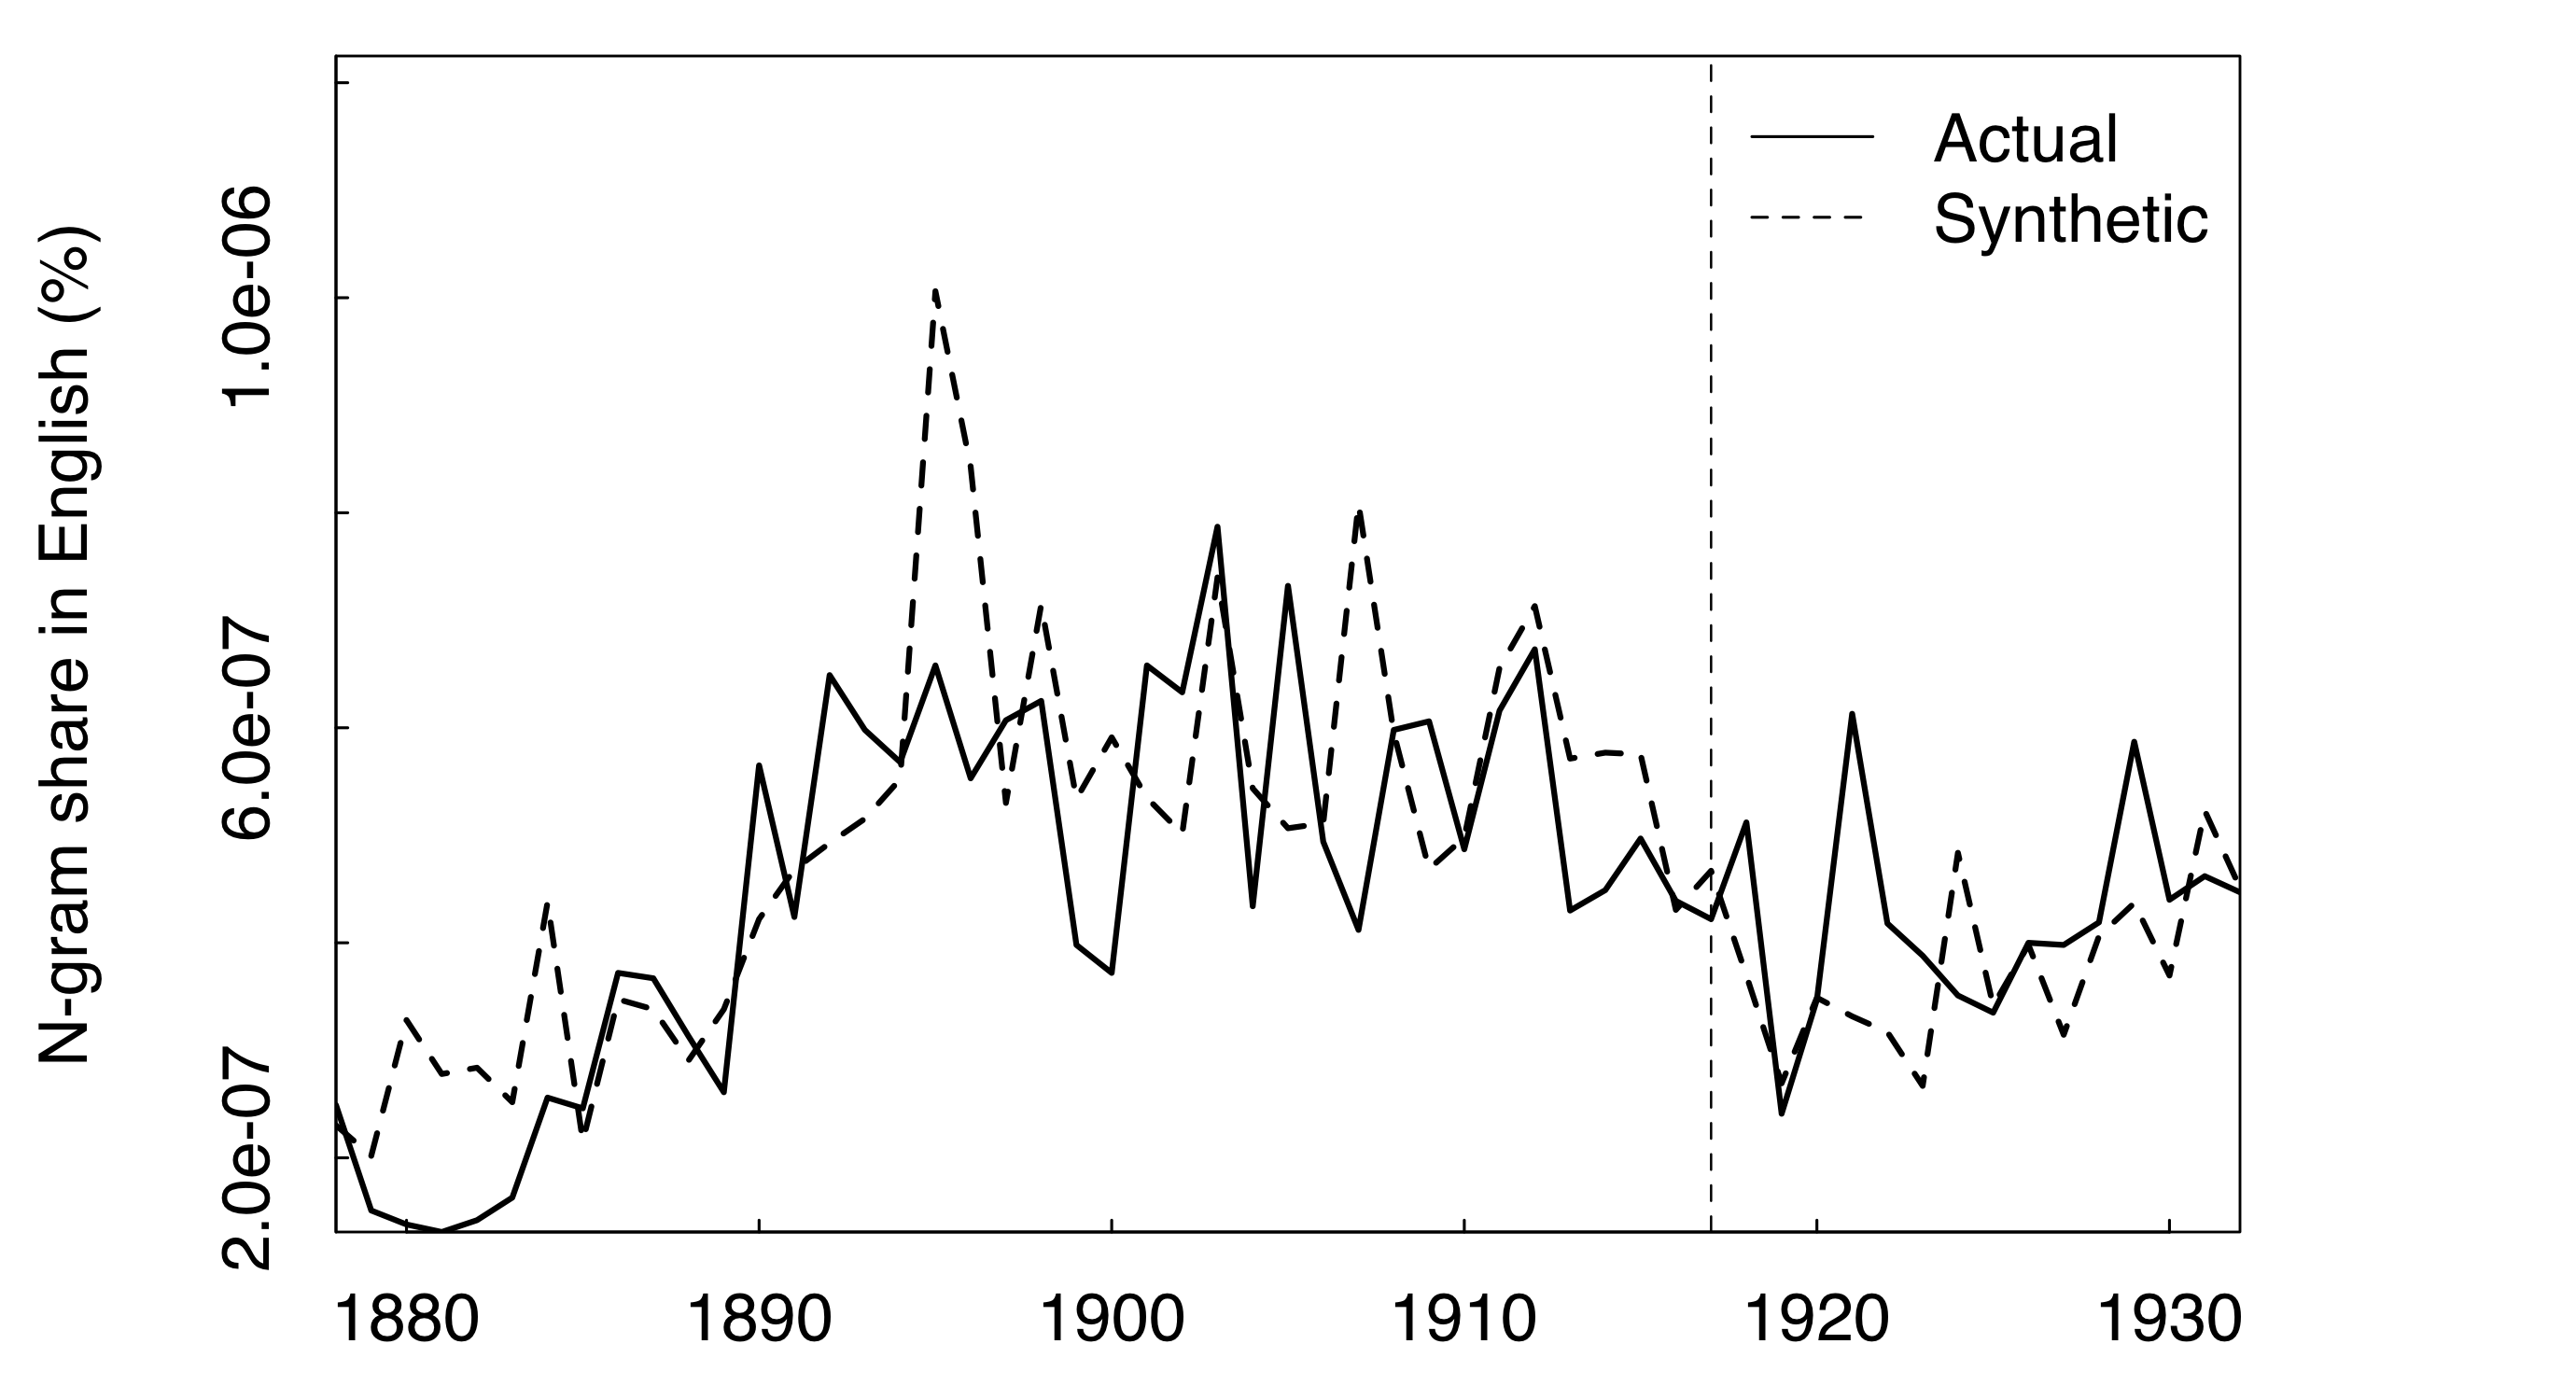 N-gram share in English (%)
1.0e-06
6.0e-07
2.0e-07
Actual
Synthetic
1880 1890 1900 1910 1920 1930